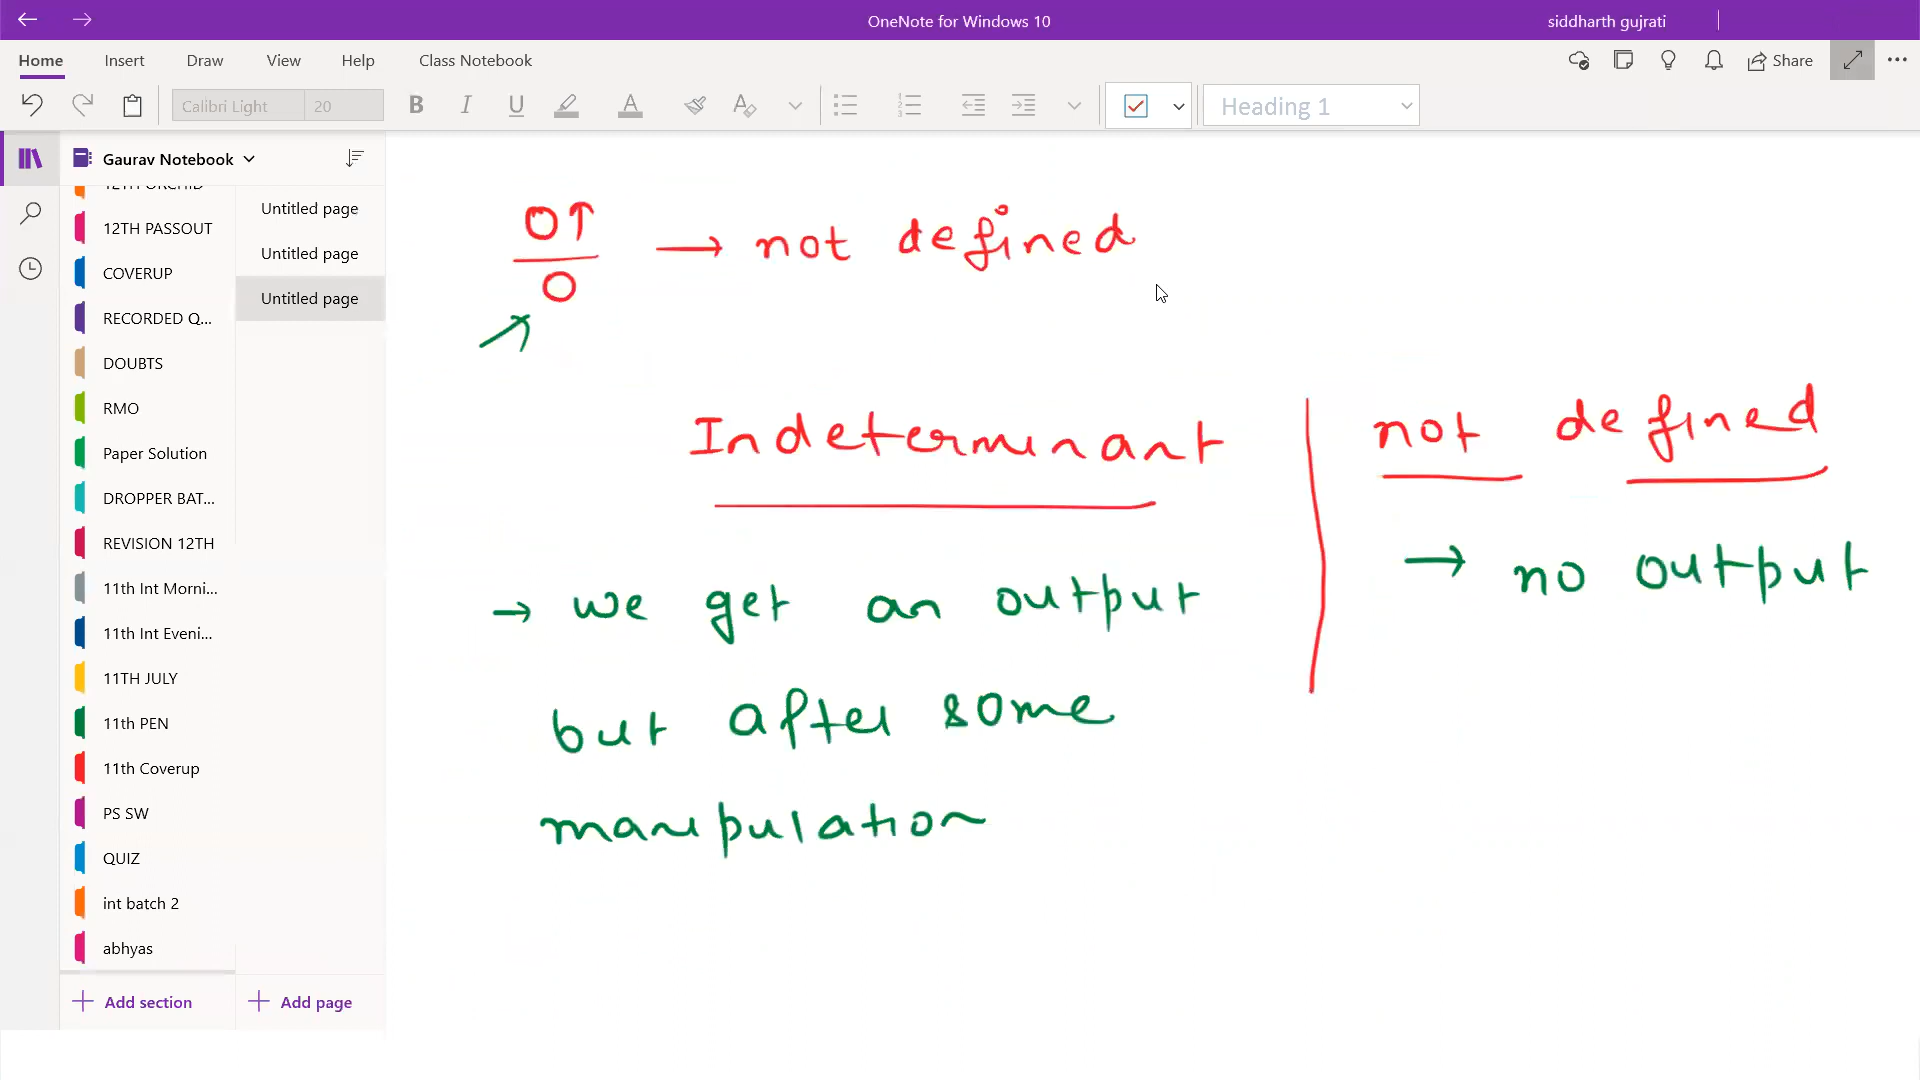 OneNote for Windows 10
siddharth gujrati
Home Insert Draw View Help Class Notebook
Share
Calibri Light 20
B I U A
Heading 1
Gaurav Notebook
12TH ORCHID
12TH PASSOUT
COVERUP
RECORDED Q...
DOUBTS
RMO
Paper Solution
DROPPER BAT...
REVISION 12TH
11th Int Morni...
11th Int Eveni...
11TH JULY
11th PEN
11th Coverup
PS SW
QUIZ
int batch 2
abhyas
Add section
Untitled page
Untitled page
Untitled page
Add page
0↑
0
→ not defined
Indeterminant
→ we get an output
but after some
manipulation
not defined
→ no output